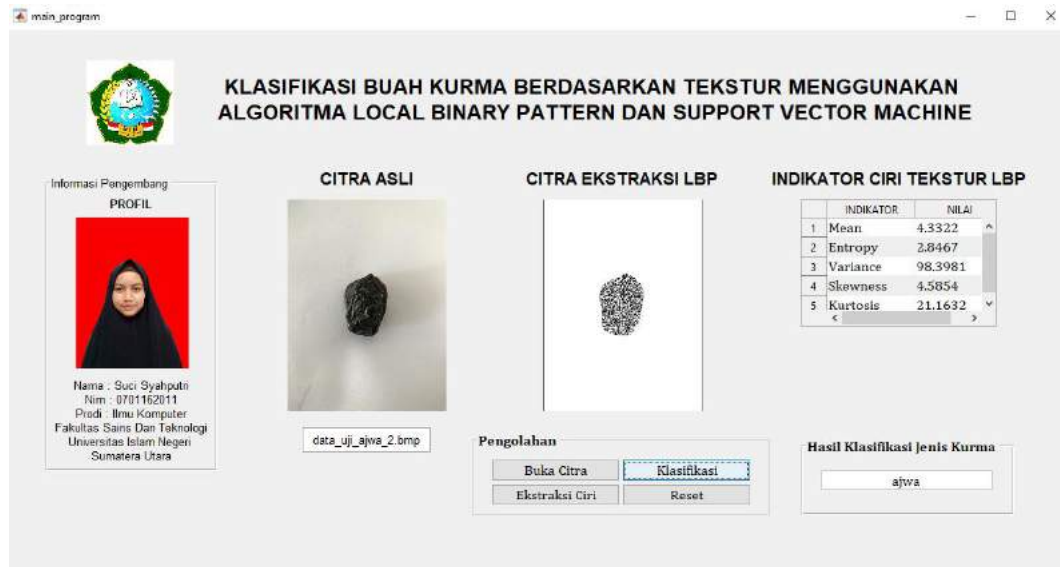 main_program
KLASIFIKASI BUAH KURMA BERDASARKAN TEKSTUR MENGGUNAKAN
ALGORITMA LOCAL BINARY PATTERN DAN SUPPORT VECTOR MACHINE
Informasi Pengembang
PROFIL
Nama : Suci Syahputri
Nim : 0701162011
Prodi : Ilmu Komputer
Fakultas Sains Dan Teknologi
Universitas Islam Negeri
Sumatera Utara
CITRA ASLI
data_uji_ajwa_2.bmp
CITRA EKSTRAKSI LBP
INDIKATOR CIRI TEKSTUR LBP
INDIKATOR NILAI
1 Mean 4.3322
2 Entropy 2.8467
3 Variance 98.3981
4 Skewness 4.5854
5 Kurtosis 21.1632
Pengolahan
Buka Citra Klasifikasi
Ekstraksi Ciri Reset
Hasil Klasifikasi Jenis Kurma
ajwa